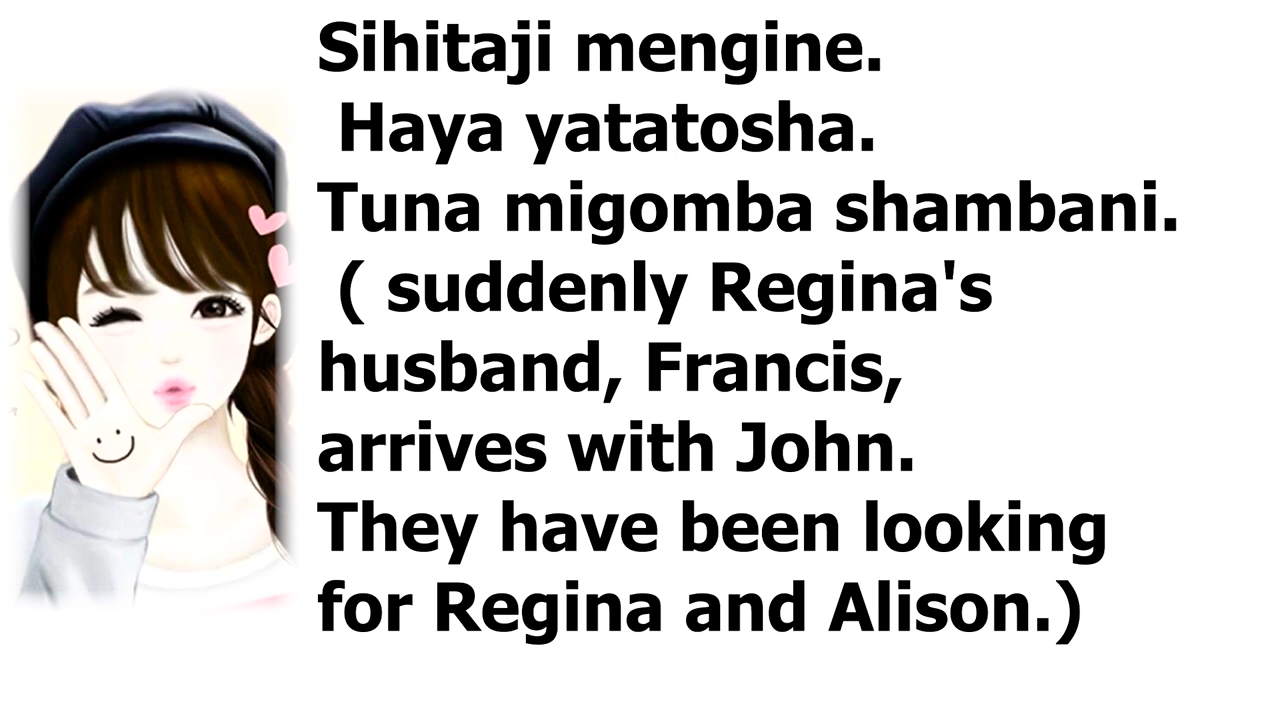 Sihitaji mengine.
Haya yatatosha.
Tuna migomba shambani.
( suddenly Regina's
husband, Francis,
arrives with John.
They have been looking
for Regina and Alison.)